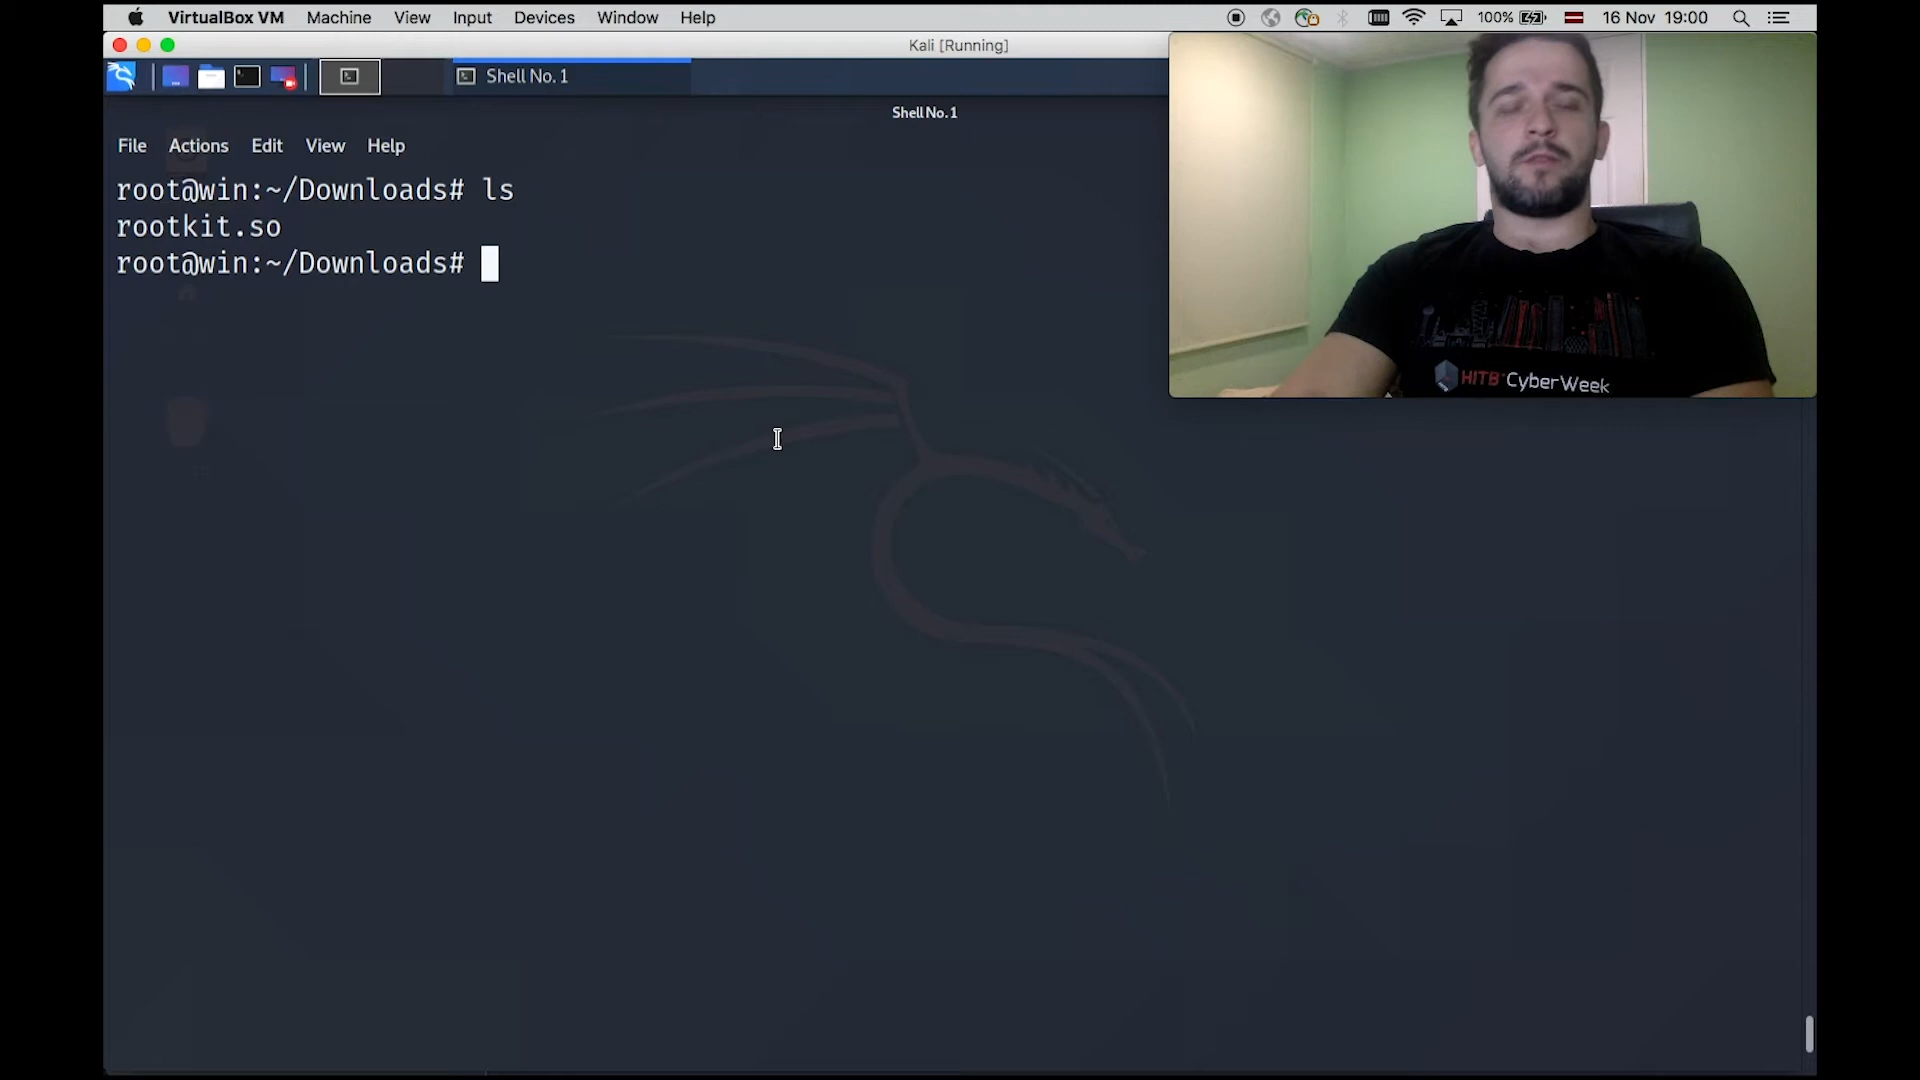 VirtualBox VM Machine View Input Devices Window Help 100% 16 Nov 19:00
Kali [Running]
Shell No. 1
Shell No. 1
File Actions Edit View Help
root@win:~/Downloads# ls
rootkit.so
root@win:~/Downloads#
HITB CyberWeek